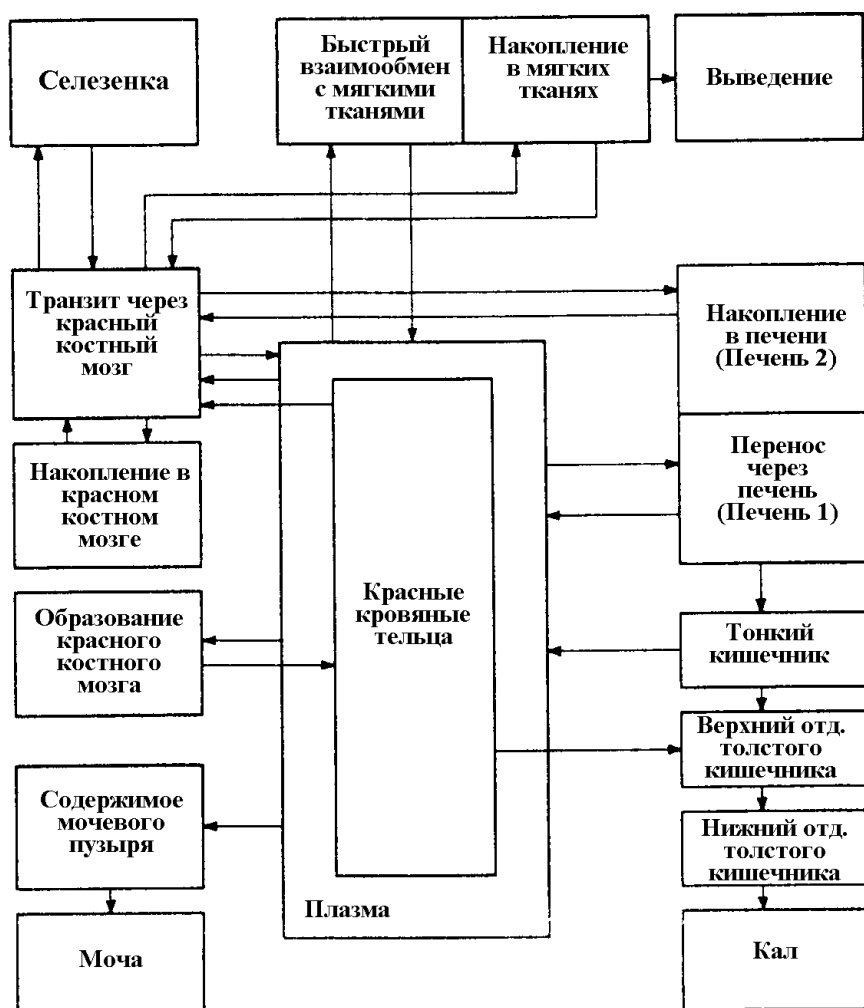 Селезенка
Быстрый
взаимообмен
с мягкими
тканями
Накопление
в мягких
тканях
Выведение
Транзит через
красный
костный
мозг
Накопление
в печени
(Печень 2)
Накопление в
красном
костном
мозге
Перенос
через
печень
(Печень 1)
Красные
кровяные
тельца
Образование
красного
костного
мозга
Тонкий
кишечник
Верхний отд.
толстого
кишечника
Содержимое
мочевого
пузыря
Нижний отд.
толстого
кишечника
Плазма
Моча
Кал